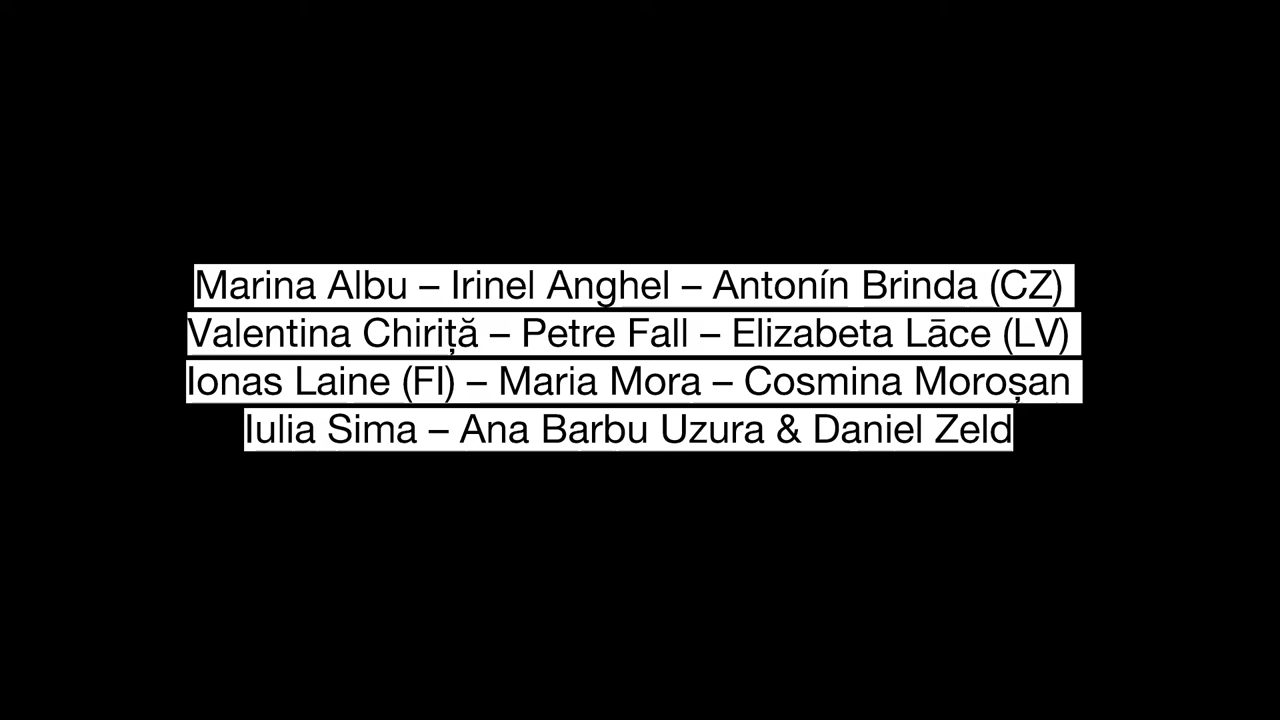 Marina Albu – Irinel Anghel – Antonín Brinda (CZ)
Valentina Chiriță – Petre Fall – Elizabeta Lāce (LV)
Ionas Laine (FI) – Maria Mora – Cosmina Moroșan
Iulia Sima – Ana Barbu Uzura & Daniel Zeld